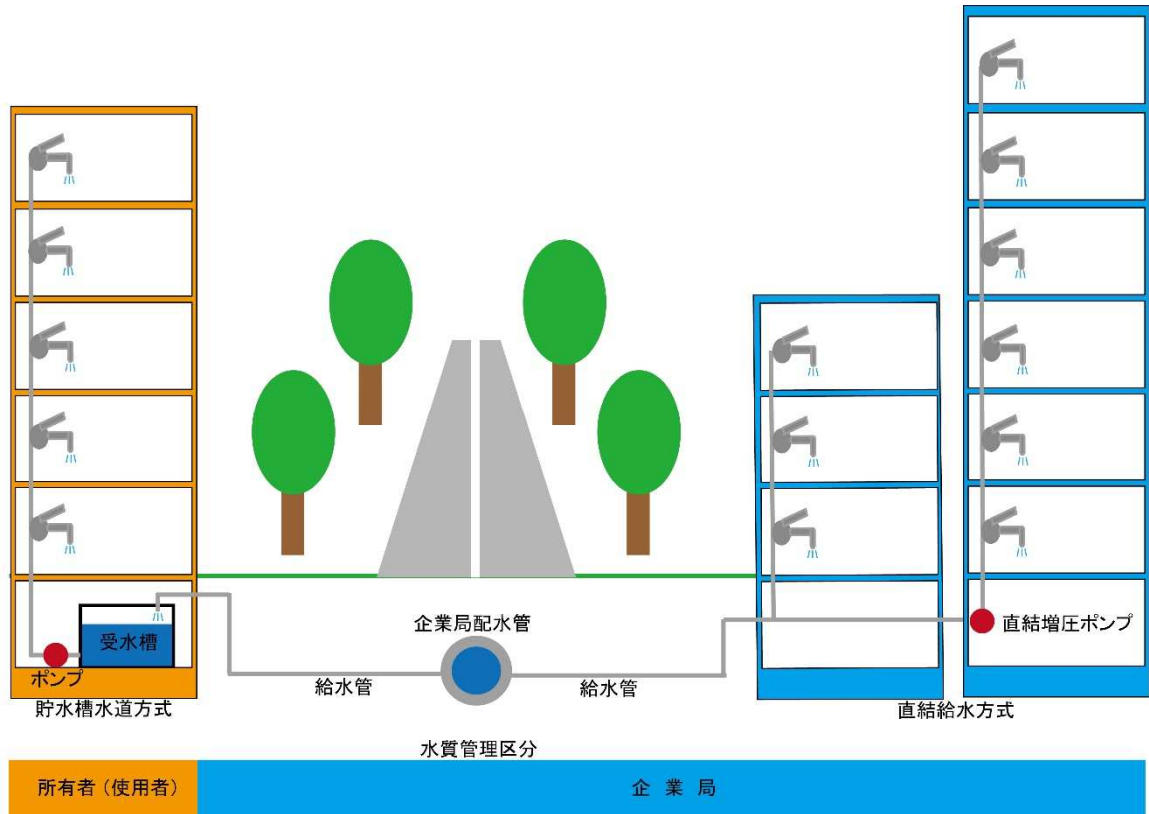 企業局配水管
受水槽
直結増圧ポンプ
ポンプ
給水管
給水管
貯水槽水道方式
直結給水方式
水質管理区分
所有者（使用者）
企業局